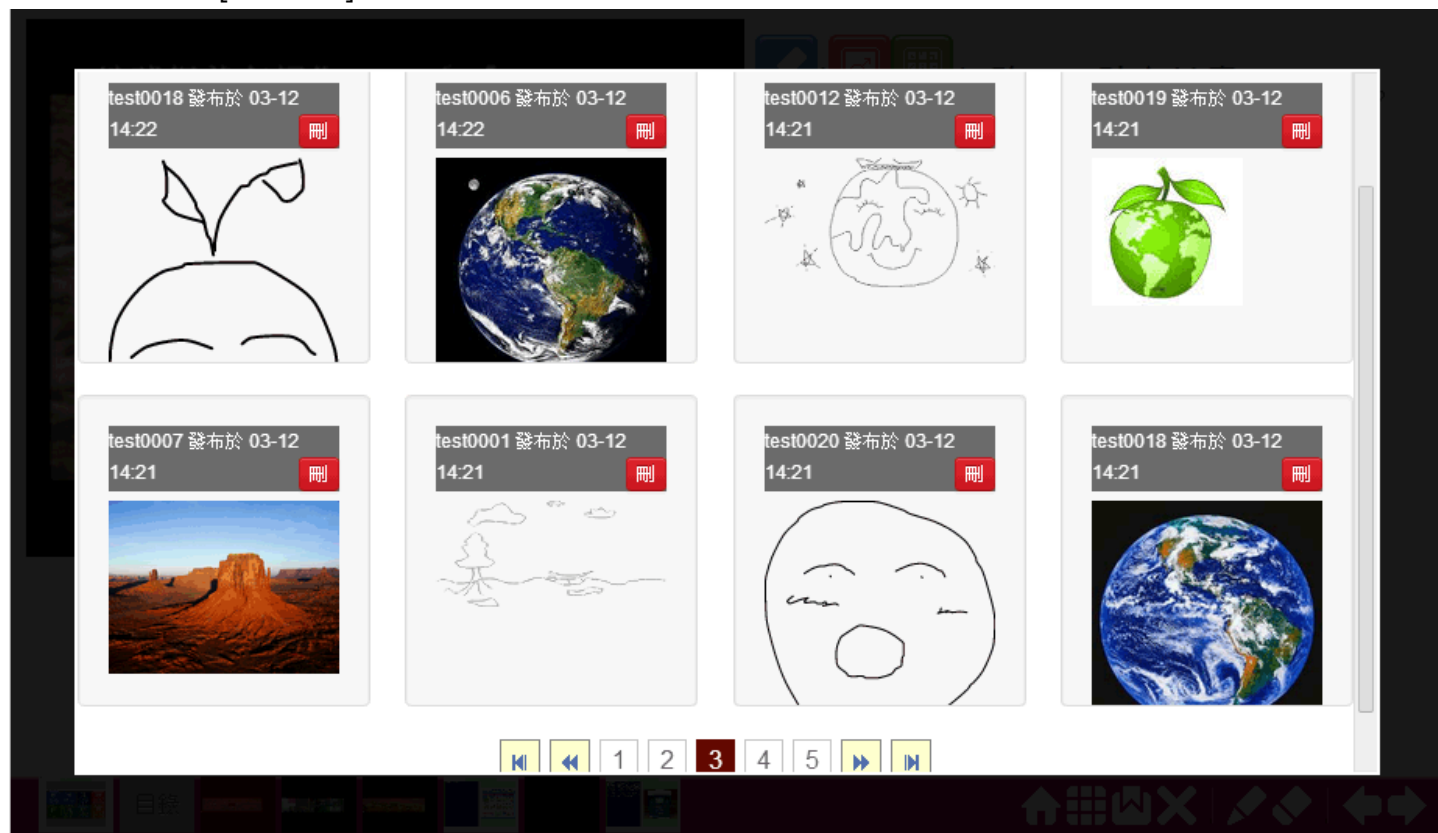 test0018 發布於 03-12
14:22 刪
test0006 發布於 03-12
14:22 刪
test0012 發布於 03-12
14:21 刪
test0019 發布於 03-12
14:21 刪
test0007 發布於 03-12
14:21 刪
test0001 發布於 03-12
14:21 刪
test0020 發布於 03-12
14:21 刪
test0018 發布於 03-12
14:21 刪
1 2 3 4 5
目錄